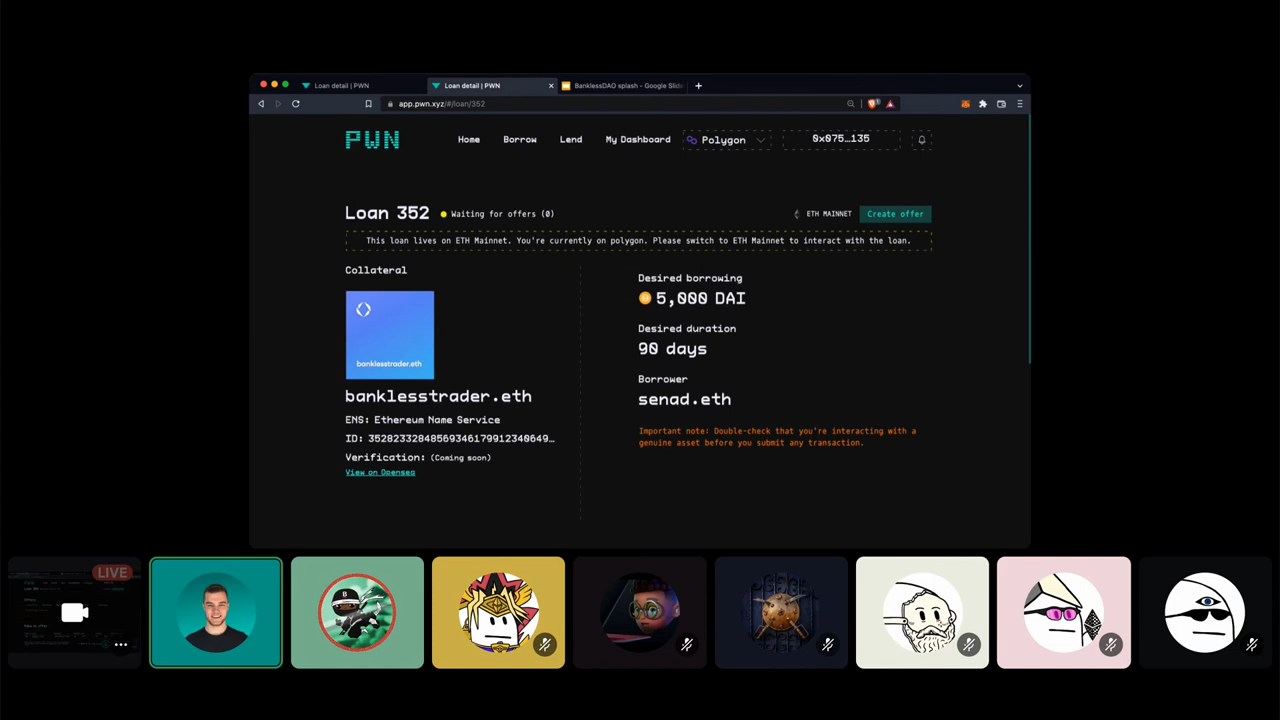 Loan detail | PWN
Loan detail | PWN
BanklessDAO splash - Google Slide
app.pwn.xyz/#/loan/352
PWN
Home
Borrow
Lend
My Dashboard
Polygon
0x075…135
Loan 352
Waiting for offers (0)
ETH MAINNET
Create offer
This loan lives on ETH Mainnet. You're currently on polygon. Please switch to ETH Mainnet to interact with the loan.
Collateral
banklesstrader.eth
banklesstrader.eth
ENS: Ethereum Name Service
ID: 35282332848569346179912340649…
Verification: (Coming soon)
View on Opensea
Desired borrowing
5,000 DAI
Desired duration
90 days
Borrower
senad.eth
Important note: Double-check that you're interacting with a
genuine asset before you submit any transaction.
LIVE